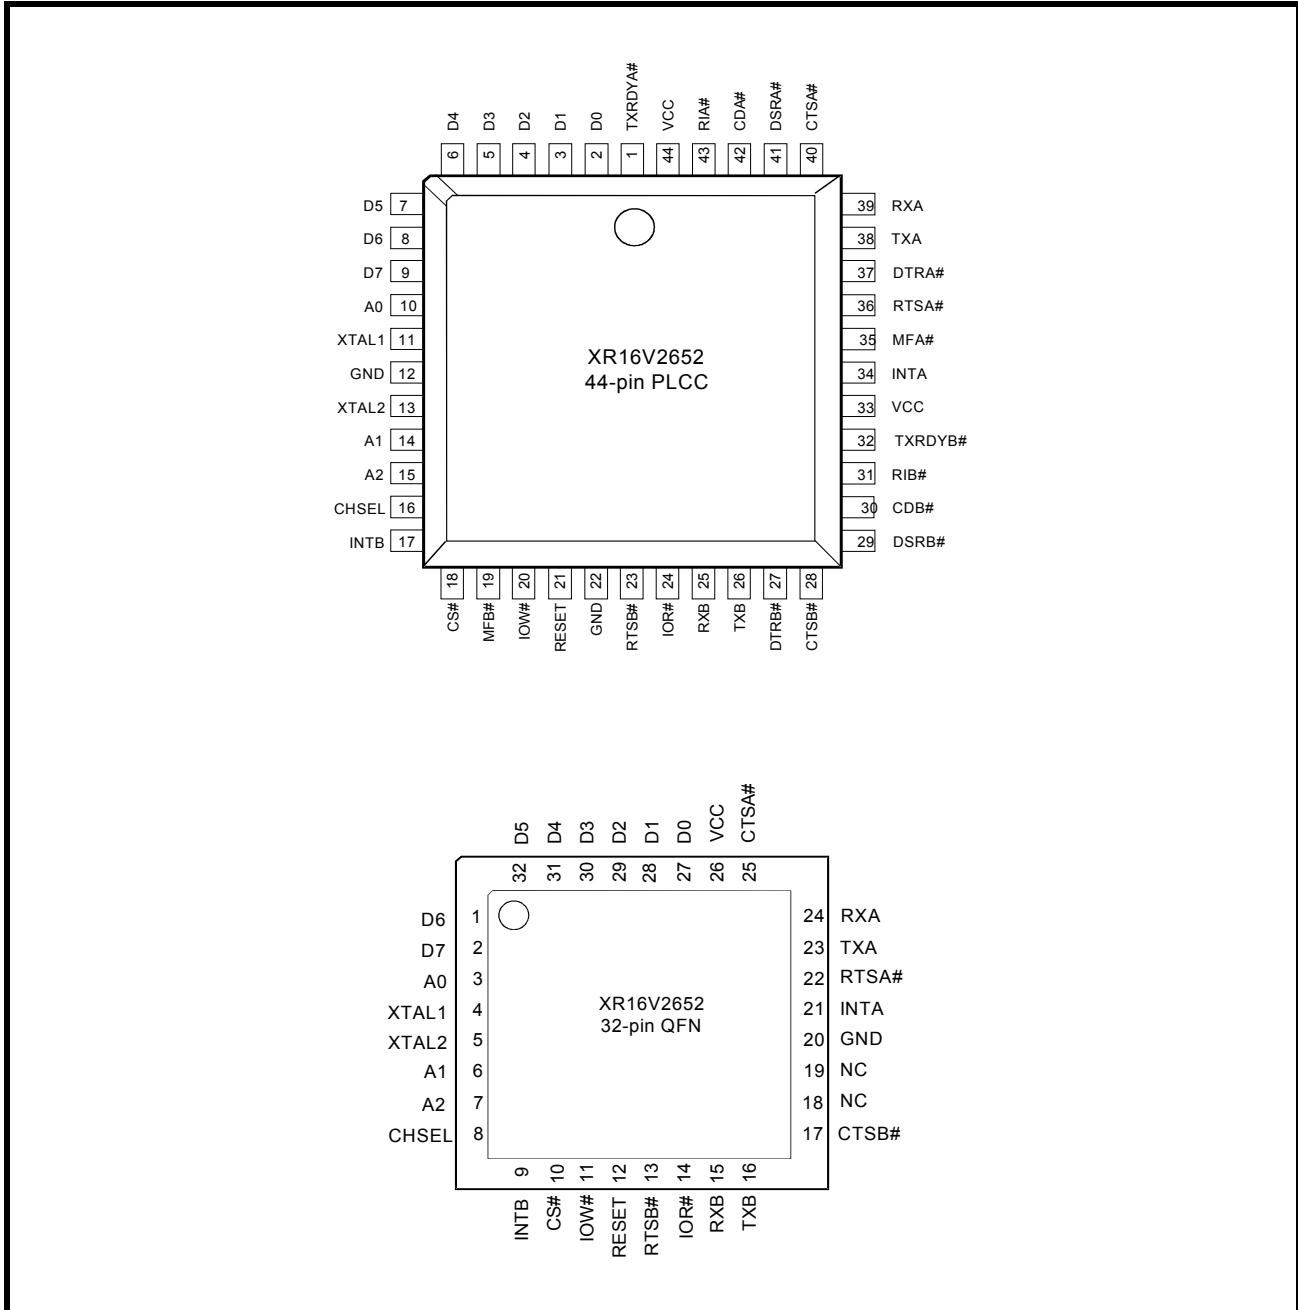 D4 D3 D2 D1 D0 TXRDYA# VCC RIA# CDA# DSRA# CTSA#
6 5 4 3 2 1 44 43 42 41 40
D5 7 39 RXA
D6 8 38 TXA
D7 9 37 DTRA#
A0 10 36 RTSA#
XTAL1 11 35 MFA#
GND 12 34 INTA
XTAL2 13 33 VCC
A1 14 32 TXRDYB#
A2 15 31 RIB#
CHSEL 16 30 CDB#
INTB 17 29 DSRB#
XR16V2652
44-pin PLCC
18 19 20 21 22 23 24 25 26 27 28
CS# MFB# IOW# RESET GND RTSB# IOR# RXB TXB DTRB# CTSB#
D5 D4 D3 D2 D1 D0 VCC CTSA#
32 31 30 29 28 27 26 25
D6 1 24 RXA
D7 2 23 TXA
A0 3 22 RTSA#
XTAL1 4 21 INTA
XTAL2 5 20 GND
A1 6 19 NC
A2 7 18 NC
CHSEL 8 17 CTSB#
XR16V2652
32-pin QFN
9 10 11 12 13 14 15 16
INTB CS# IOW# RESET RTSB# IOR# RXB TXB